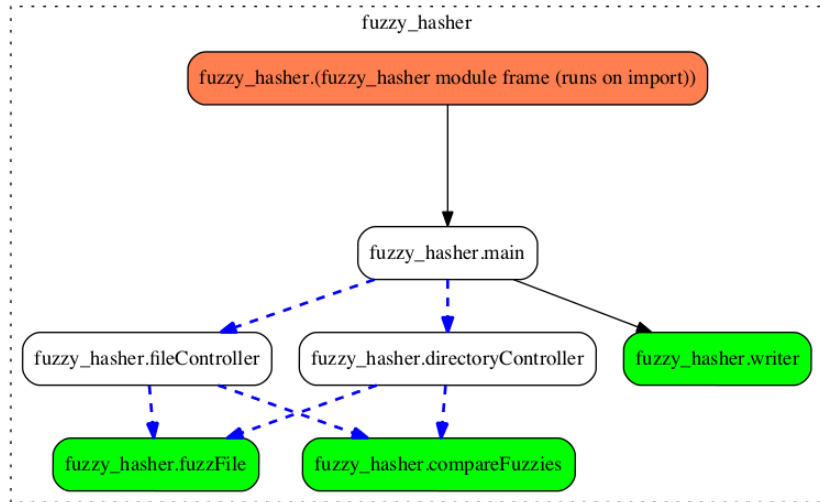 fuzzy_hasher
fuzzy_hasher.(fuzzy_hasher module frame (runs on import))
fuzzy_hasher.main
fuzzy_hasher.fileController
fuzzy_hasher.directoryController
fuzzy_hasher.writer
fuzzy_hasher.fuzzFile
fuzzy_hasher.compareFuzzies